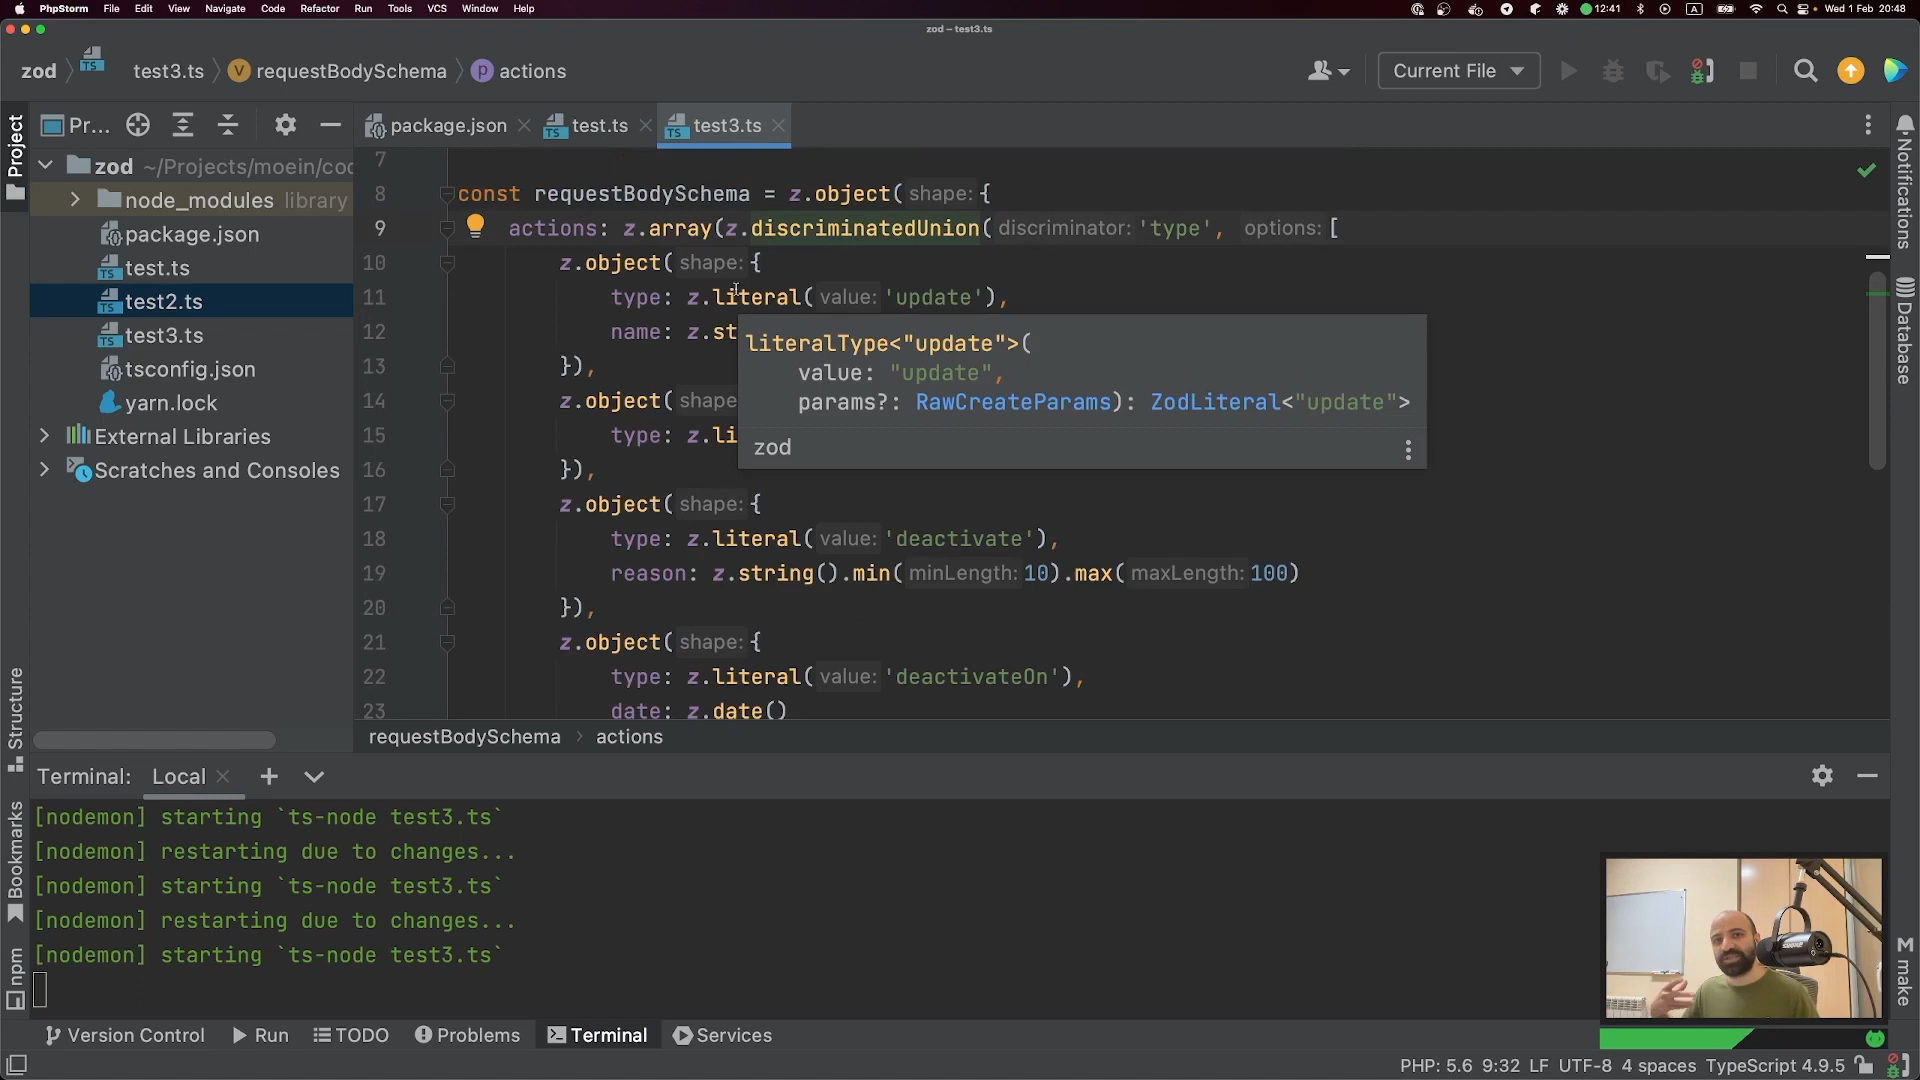 PhpStorm File Edit View Navigate Code Refactor Run Tools VCS Window Help 12:41 A Wed 1 Feb 20:48
zod – test3.ts
zod test3.ts V requestBodySchema p actions Current File
Project Pr... package.json test.ts test3.ts
zod ~/Projects/moein/cod
node_modules library
package.json
test.ts
test2.ts
test3.ts
tsconfig.json
yarn.lock
External Libraries
Scratches and Consoles
7
8 const requestBodySchema = z.object( shape: {
9 actions: z.array(z.discriminatedUnion( discriminator: 'type', options: [
10 z.object( shape: {
11 type: z.literal( value: 'update'),
12 name: z.st
13 }),
14 z.object( shape
15 type: z.li
16 }),
17 z.object( shape: {
18 type: z.literal( value: 'deactivate'),
19 reason: z.string().min( minLength: 10).max( maxLength: 100)
20 }),
21 z.object( shape: {
22 type: z.literal( value: 'deactivateOn'),
23 date: z.date()
literalType<"update">(
value: "update",
params?: RawCreateParams): ZodLiteral<"update">
zod
requestBodySchema actions
Notifications
Database
make
Structure
Bookmarks
npm
Terminal: Local
[nodemon] starting `ts-node test3.ts`
[nodemon] restarting due to changes...
[nodemon] starting `ts-node test3.ts`
[nodemon] restarting due to changes...
[nodemon] starting `ts-node test3.ts`
Version Control Run TODO Problems Terminal Services
PHP: 5.6 9:32 LF UTF-8 4 spaces TypeScript 4.9.5